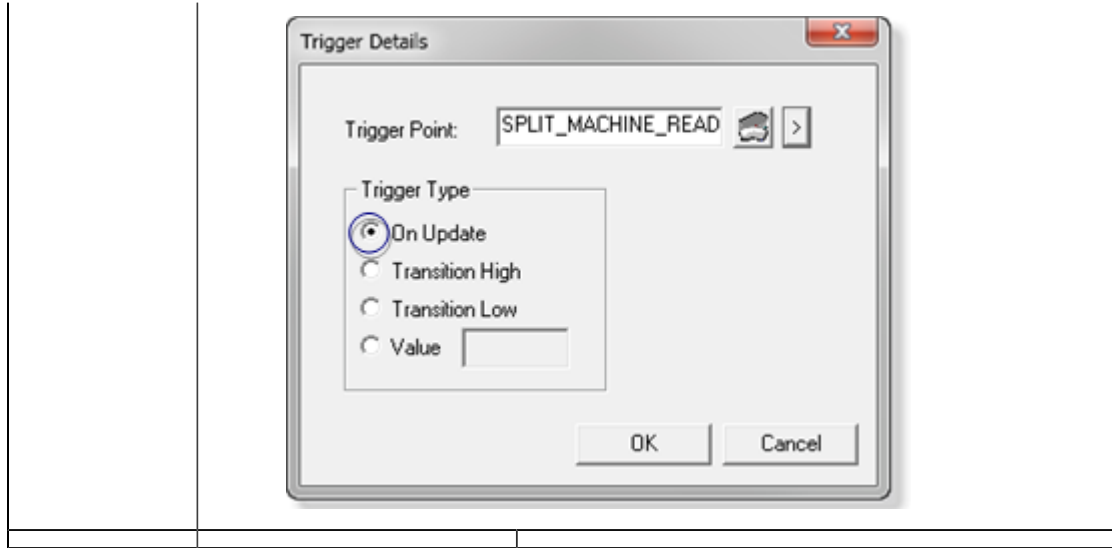 Trigger Details
Trigger Point: SPLIT_MACHINE_READ >
Trigger Type
On Update
Transition High
Transition Low
Value
OK Cancel